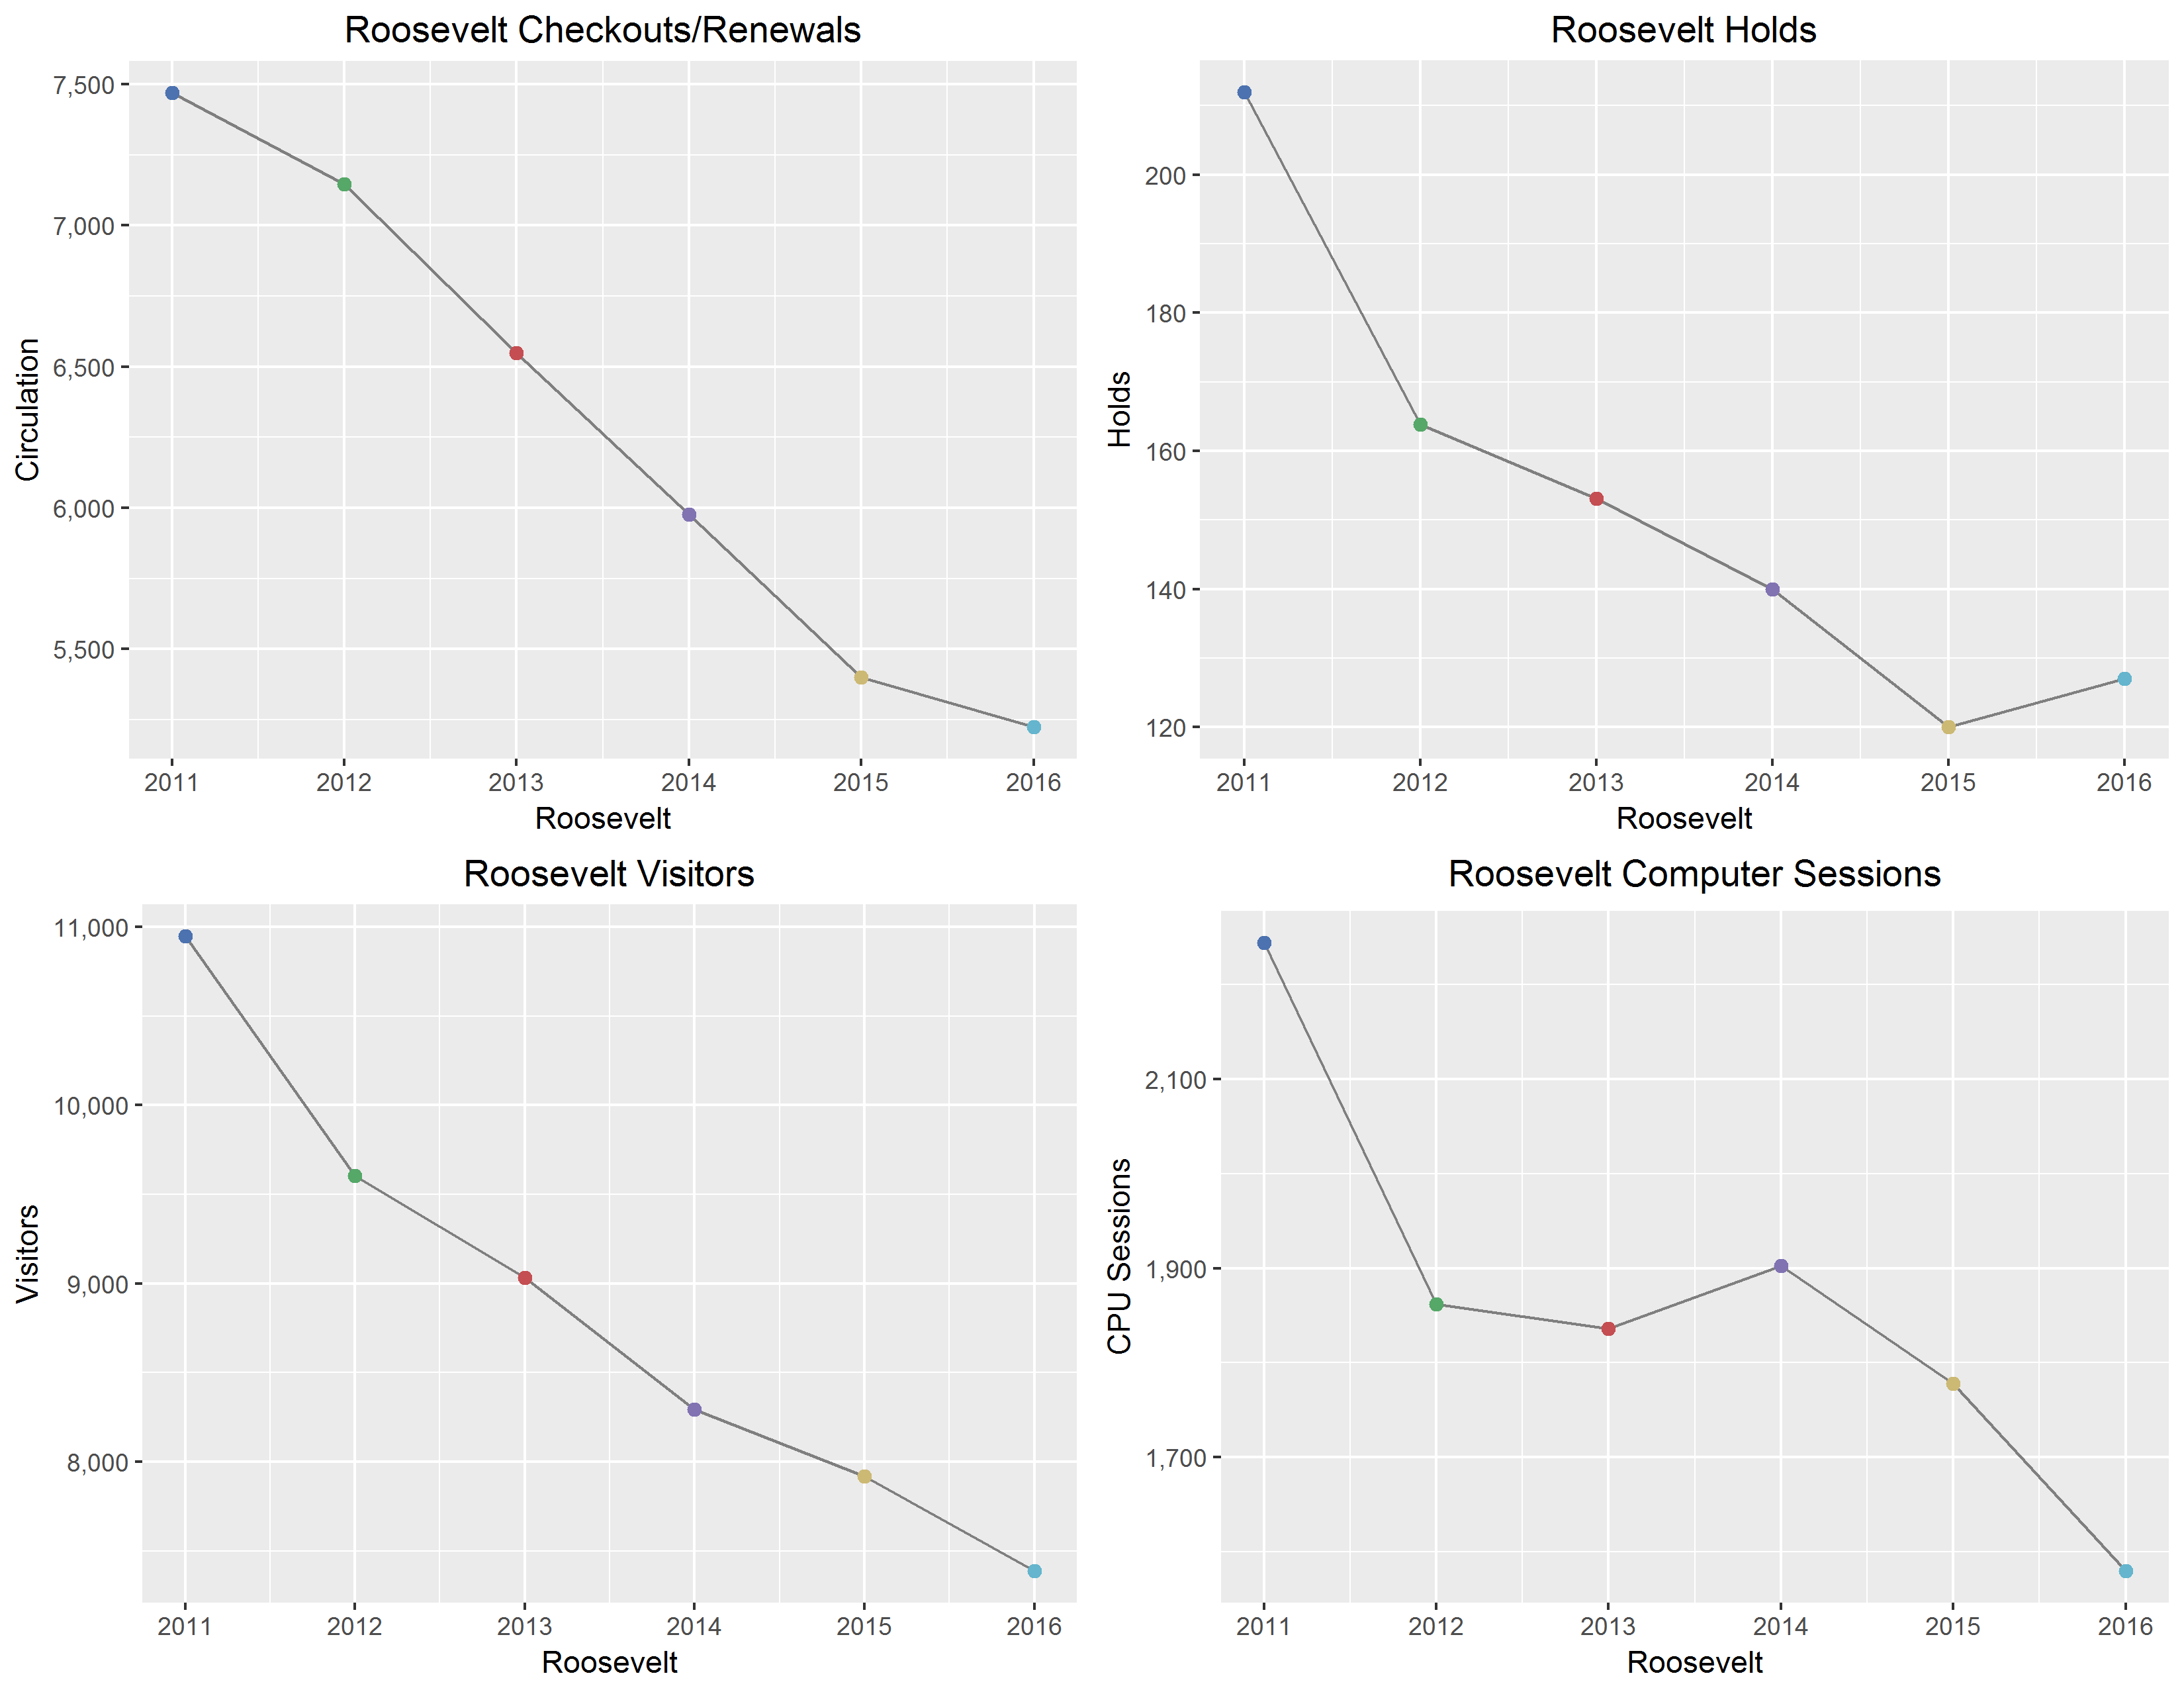 Roosevelt Checkouts/Renewals
7,500
7,000
6,500
6,000
5,500
Circulation
2011 2012 2013 2014 2015 2016
Roosevelt
Roosevelt Holds
200
180
160
140
120
Holds
2011 2012 2013 2014 2015 2016
Roosevelt
Roosevelt Visitors
11,000
10,000
9,000
8,000
Visitors
2011 2012 2013 2014 2015 2016
Roosevelt
Roosevelt Computer Sessions
2,100
1,900
1,700
CPU Sessions
2011 2012 2013 2014 2015 2016
Roosevelt